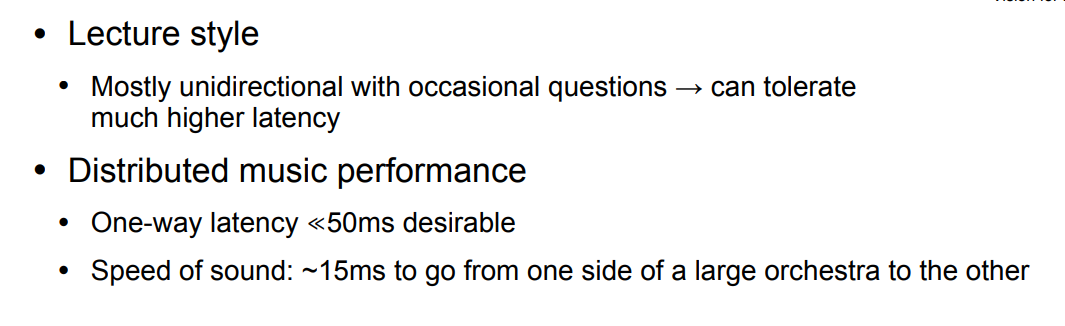 • Lecture style
• Mostly unidirectional with occasional questions → can tolerate
much higher latency
• Distributed music performance
• One-way latency ≪50ms desirable
• Speed of sound: ~15ms to go from one side of a large orchestra to the other